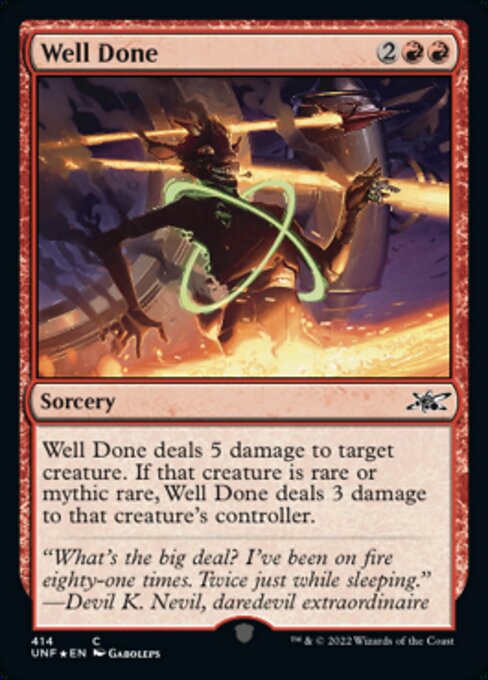 Well Done 2
Sorcery
Well Done deals 5 damage to target
creature. If that creature is rare or
mythic rare, Well Done deals 3 damage
to that creature's controller.
“What's the big deal? I've been on fire
eighty-one times. Twice just while sleeping.”
—Devil K. Nevil, daredevil extraordinaire
414 C
UNF★EN Gaboleps
™ & © 2022 Wizards of the Coast